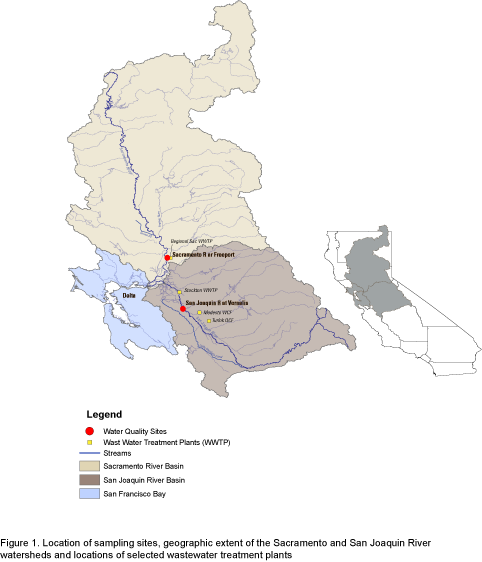 Regional Sac WWTP
Sacramento R at Freeport
Delta
Stockton WWTP
San Joaquin R at Vernalis
Modesto WCF
Turlock
Legend
Water Quality Sites
Wast Water Treatment Plants (WWTP)
Streams
Sacramento River Basin
San Joaquin River Basin
San Francisco Bay
Figure 1. Location of sampling sites, geographic extent of the Sacramento and San Joaquin River
watersheds and locations of selected wastewater treatment plants